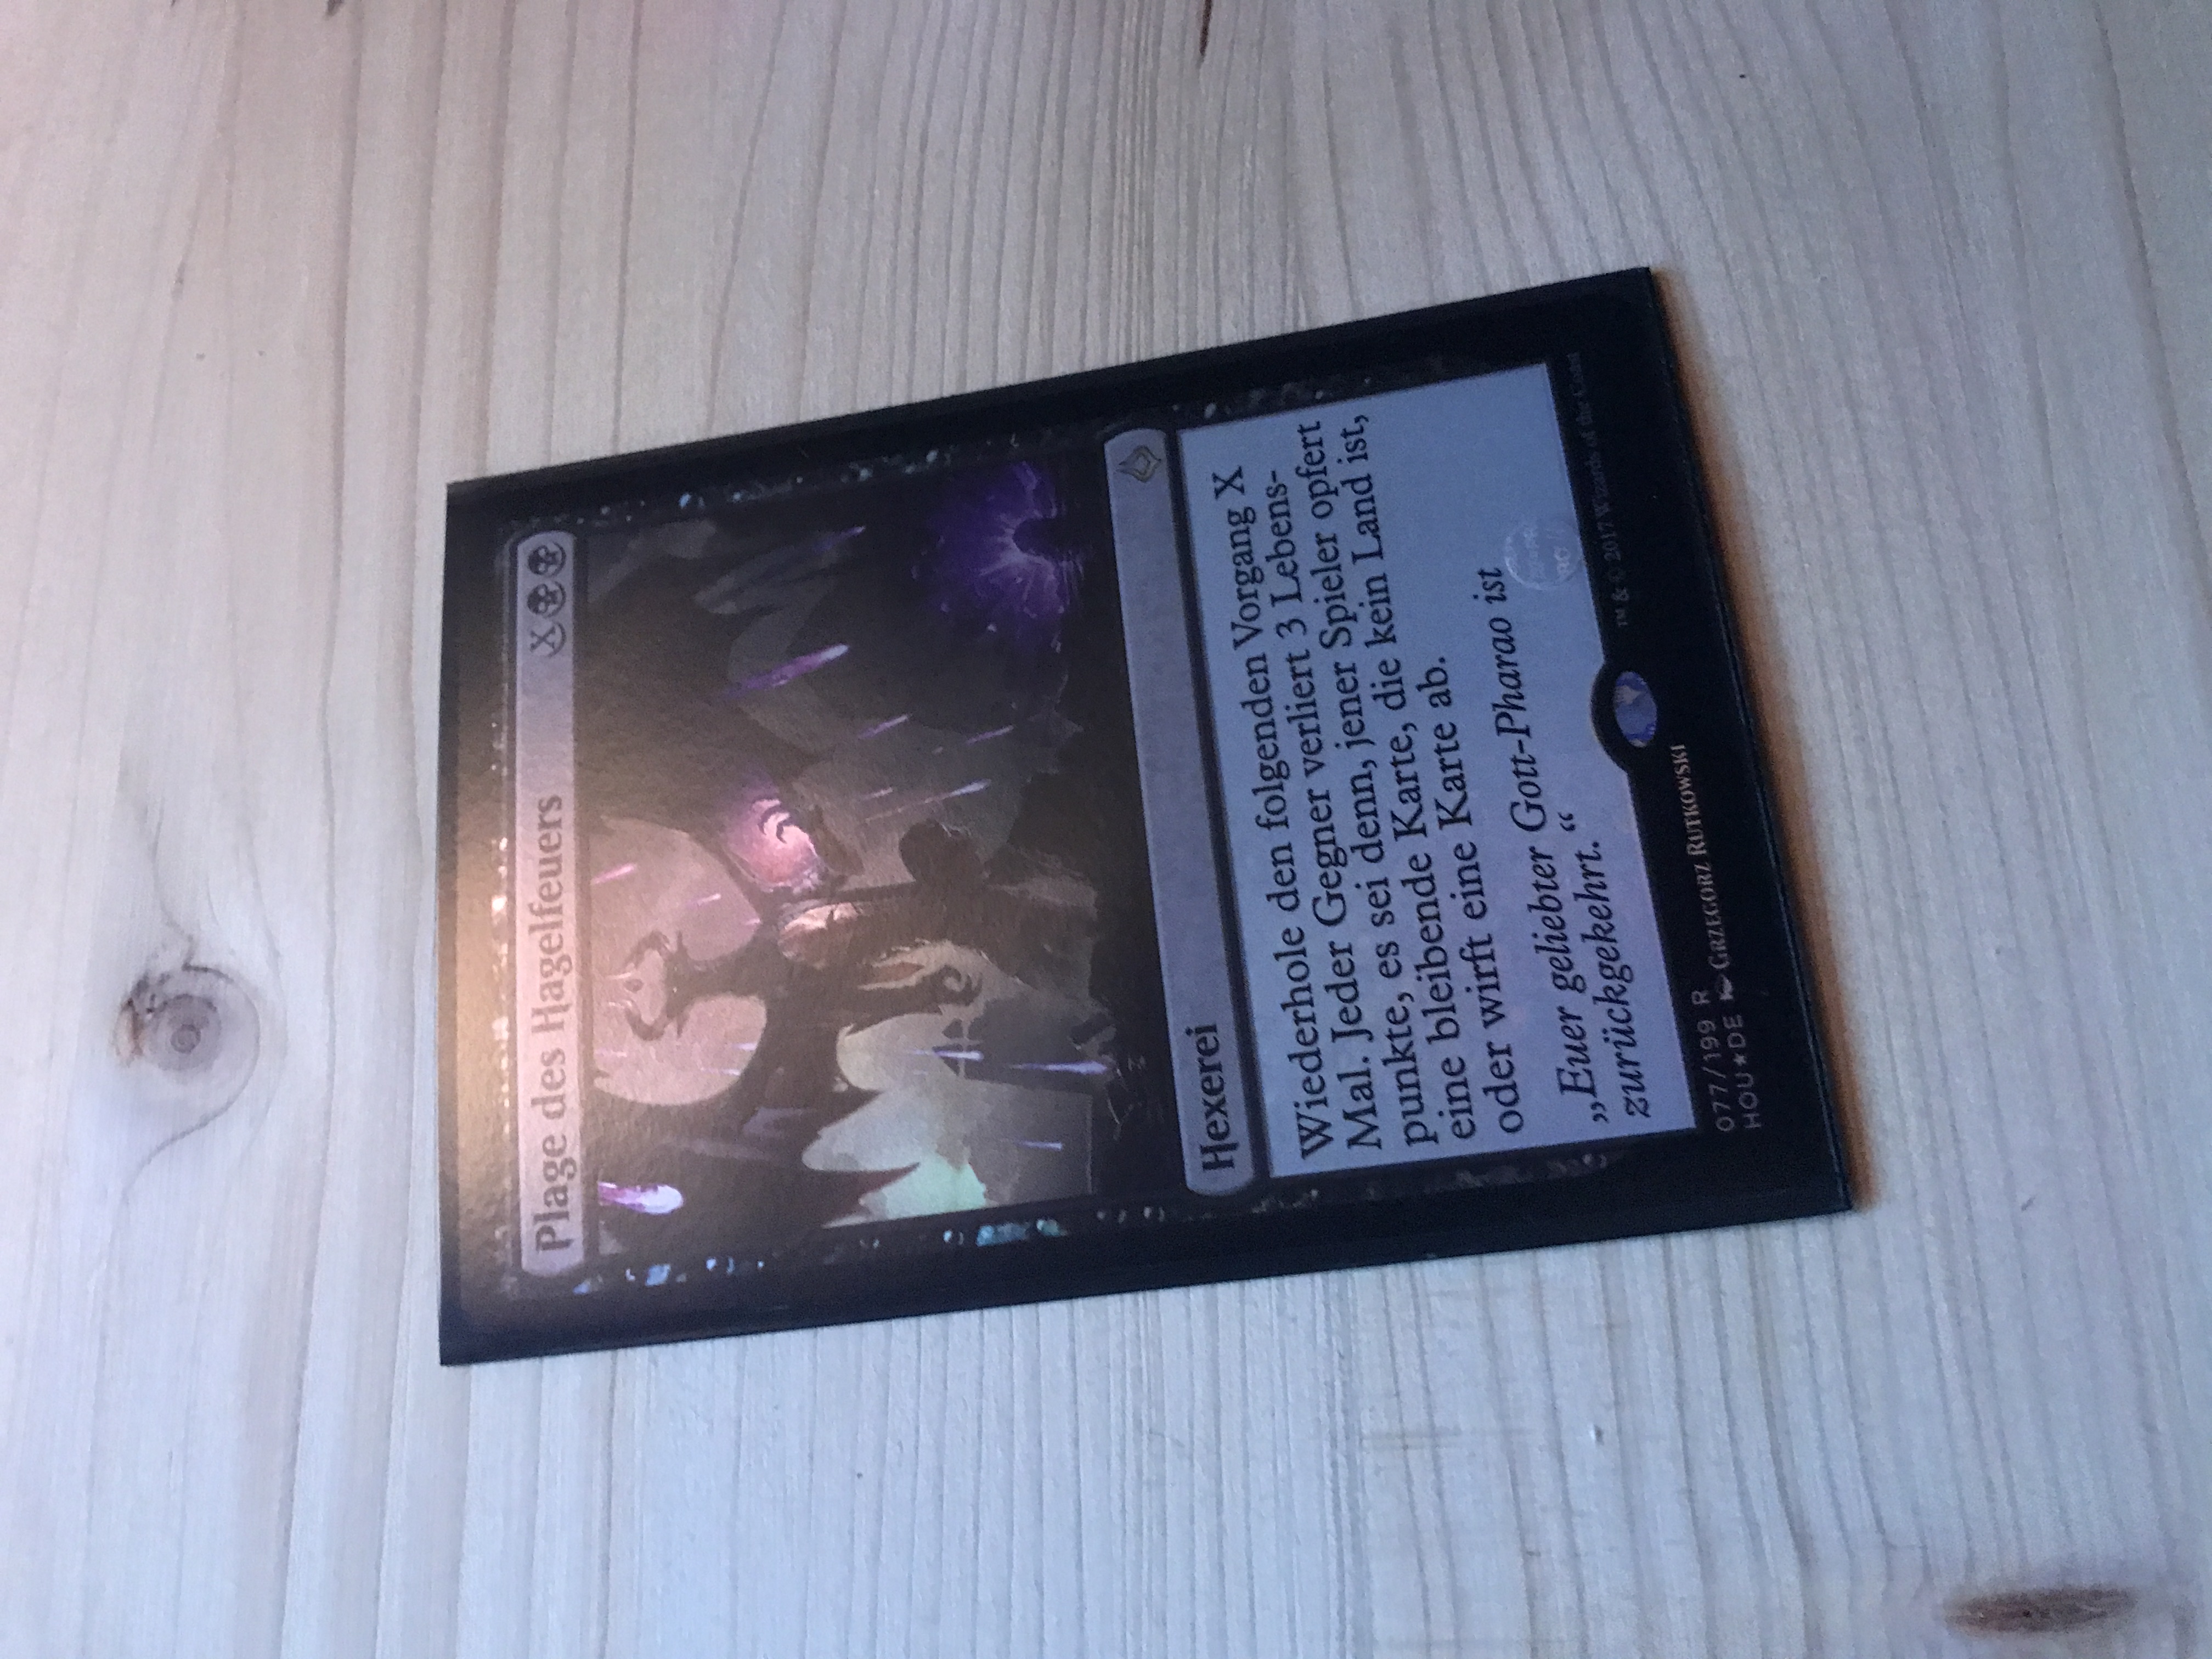 Plage des Hagelfeuers X
Hexerei
Wiederhole den folgenden Vorgang X
Mal. Jeder Gegner verliert 3 Lebens-
punkte, es sei denn, jener Spieler opfert
eine bleibende Karte, die kein Land ist,
oder wirft eine Karte ab.
„Euer geliebter Gott-Pharao ist
zurückgekehrt.“
™ & © 2017 Wizards of the Coast
077/199 R
HOU★DE GRZEGORZ RUTKOWSKI